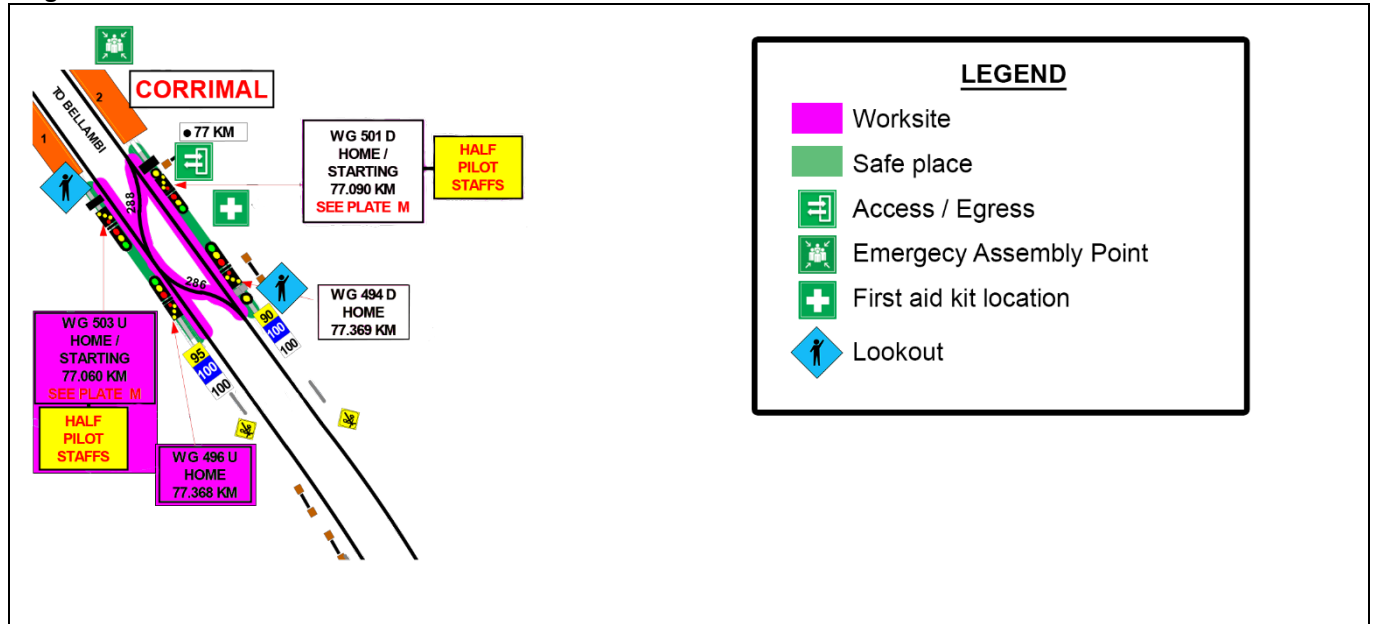 CORRIMAL
2
TO BELLAMBI
1
77 KM
WG 501 D
HOME /
STARTING
77.090 KM
SEE PLATE M
HALF
PILOT
STAFFS
288
286
WG 494 D
HOME
77.369 KM
90
100
100
WG 503 U
HOME /
STARTING
77.060 KM
SEE PLATE M
HALF
PILOT
STAFFS
95
100
100
WG 496 U
HOME
77.368 KM
LEGEND
Worksite
Safe place
Access / Egress
Emergecy Assembly Point
First aid kit location
Lookout